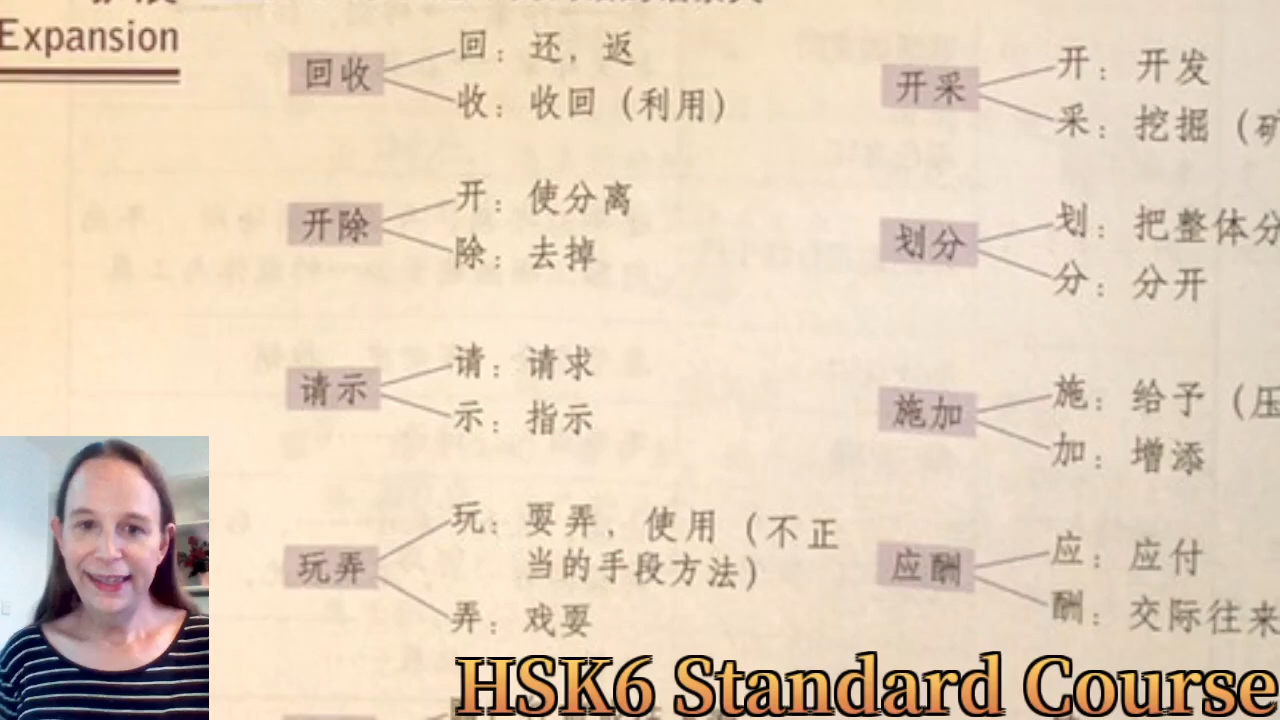 Expansion
回收
回：还，返
收：收回（利用）
开采
开：开发
采：挖掘（矿
开除
开：使分离
除：去掉
划分
划：把整体分
分：分开
请示
请：请求
示：指示
施加
施：给予（压
加：增添
玩弄
玩：耍弄，使用（不正
当的手段方法）
弄：戏耍
应酬
应：应付
酬：交际往来
HSK6 Standard Course